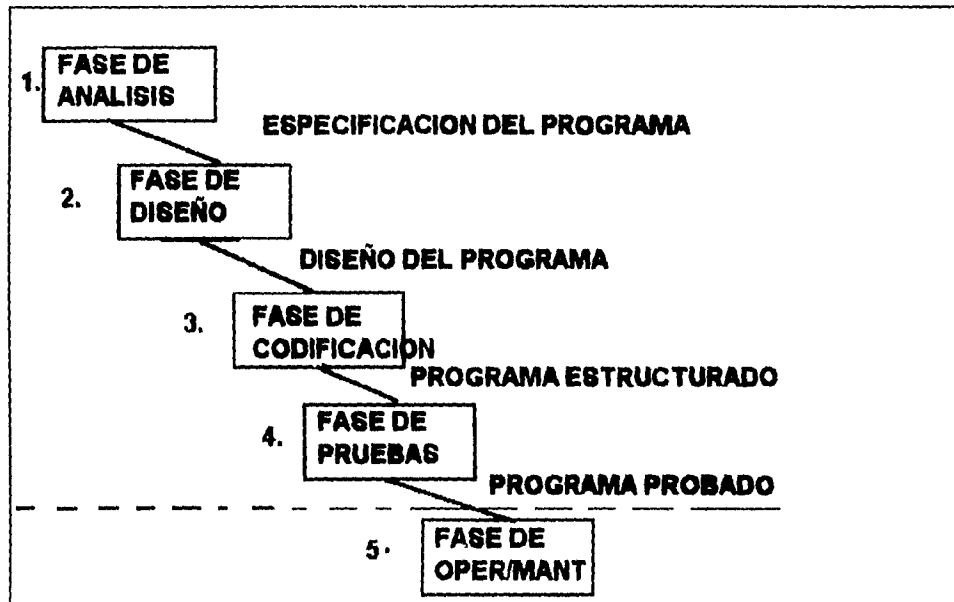 1. FASE DE
ANALISIS
ESPECIFICACION DEL PROGRAMA
2. FASE DE
DISEÑO
DISEÑO DEL PROGRAMA
3. FASE DE
CODIFICACION
PROGRAMA ESTRUCTURADO
4. FASE DE
PRUEBAS
PROGRAMA PROBADO
5. FASE DE
OPER/MANT